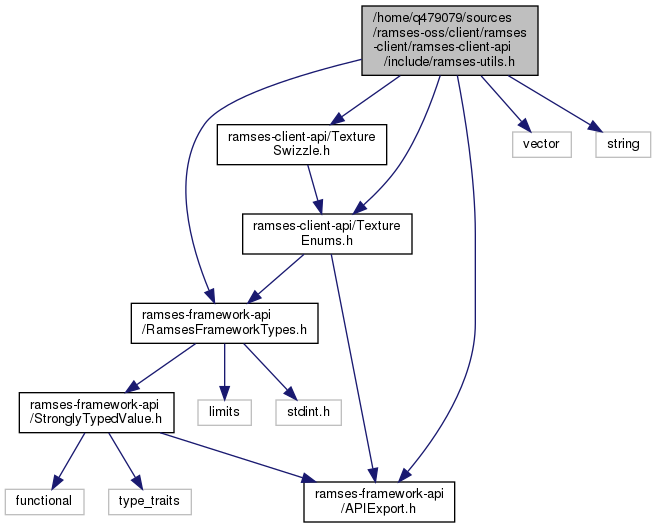 /home/q479079/sources
/ramses-oss/client/ramses
-client/ramses-client-api
/include/ramses-utils.h
ramses-client-api/Texture
Swizzle.h
vector
string
ramses-client-api/Texture
Enums.h
ramses-framework-api
/RamsesFrameworkTypes.h
ramses-framework-api
/StronglyTypedValue.h
limits
stdint.h
functional
type_traits
ramses-framework-api
/APIExport.h